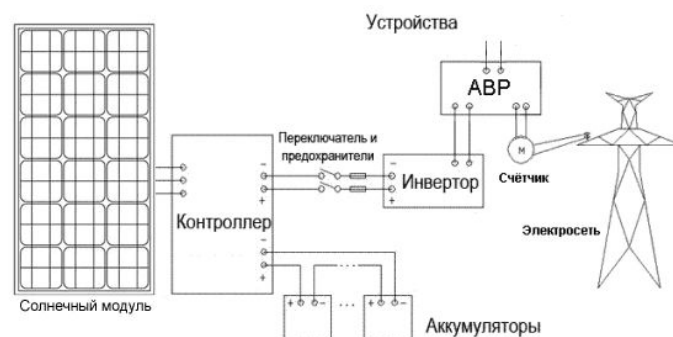 Устройства
АВР
Переключатель и
предохранители
М
Счётчик
Инвертор
Контроллер
Электросеть
Солнечный модуль
Аккумуляторы
− + − + − + + − + −